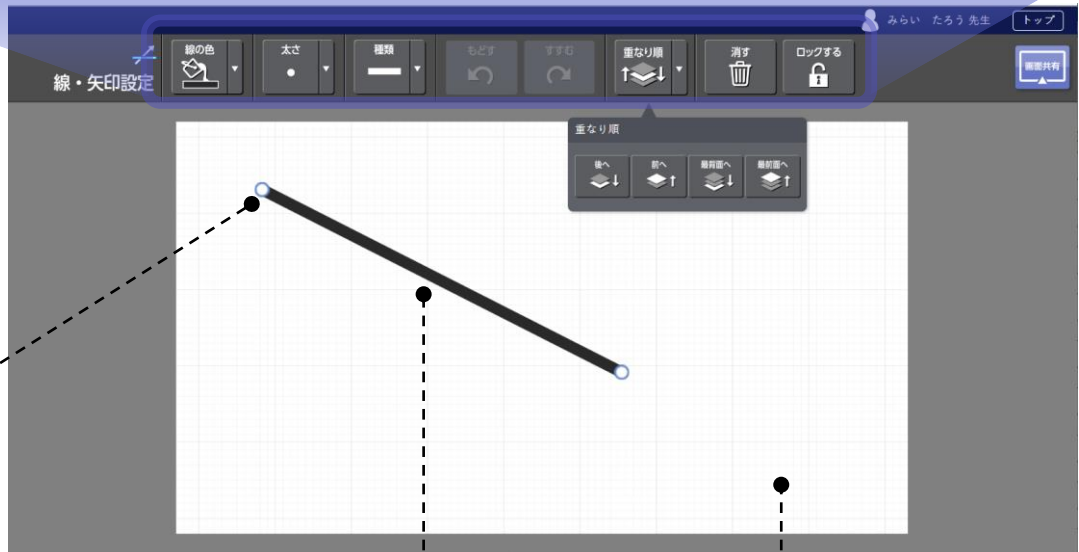 みらい たろう 先生
トップ
線・矢印設定
線の色
太さ
種類
もどす
すすむ
重なり順
消す
ロックする
画面共有
重なり順
後へ
前へ
最背面へ
最前面へ